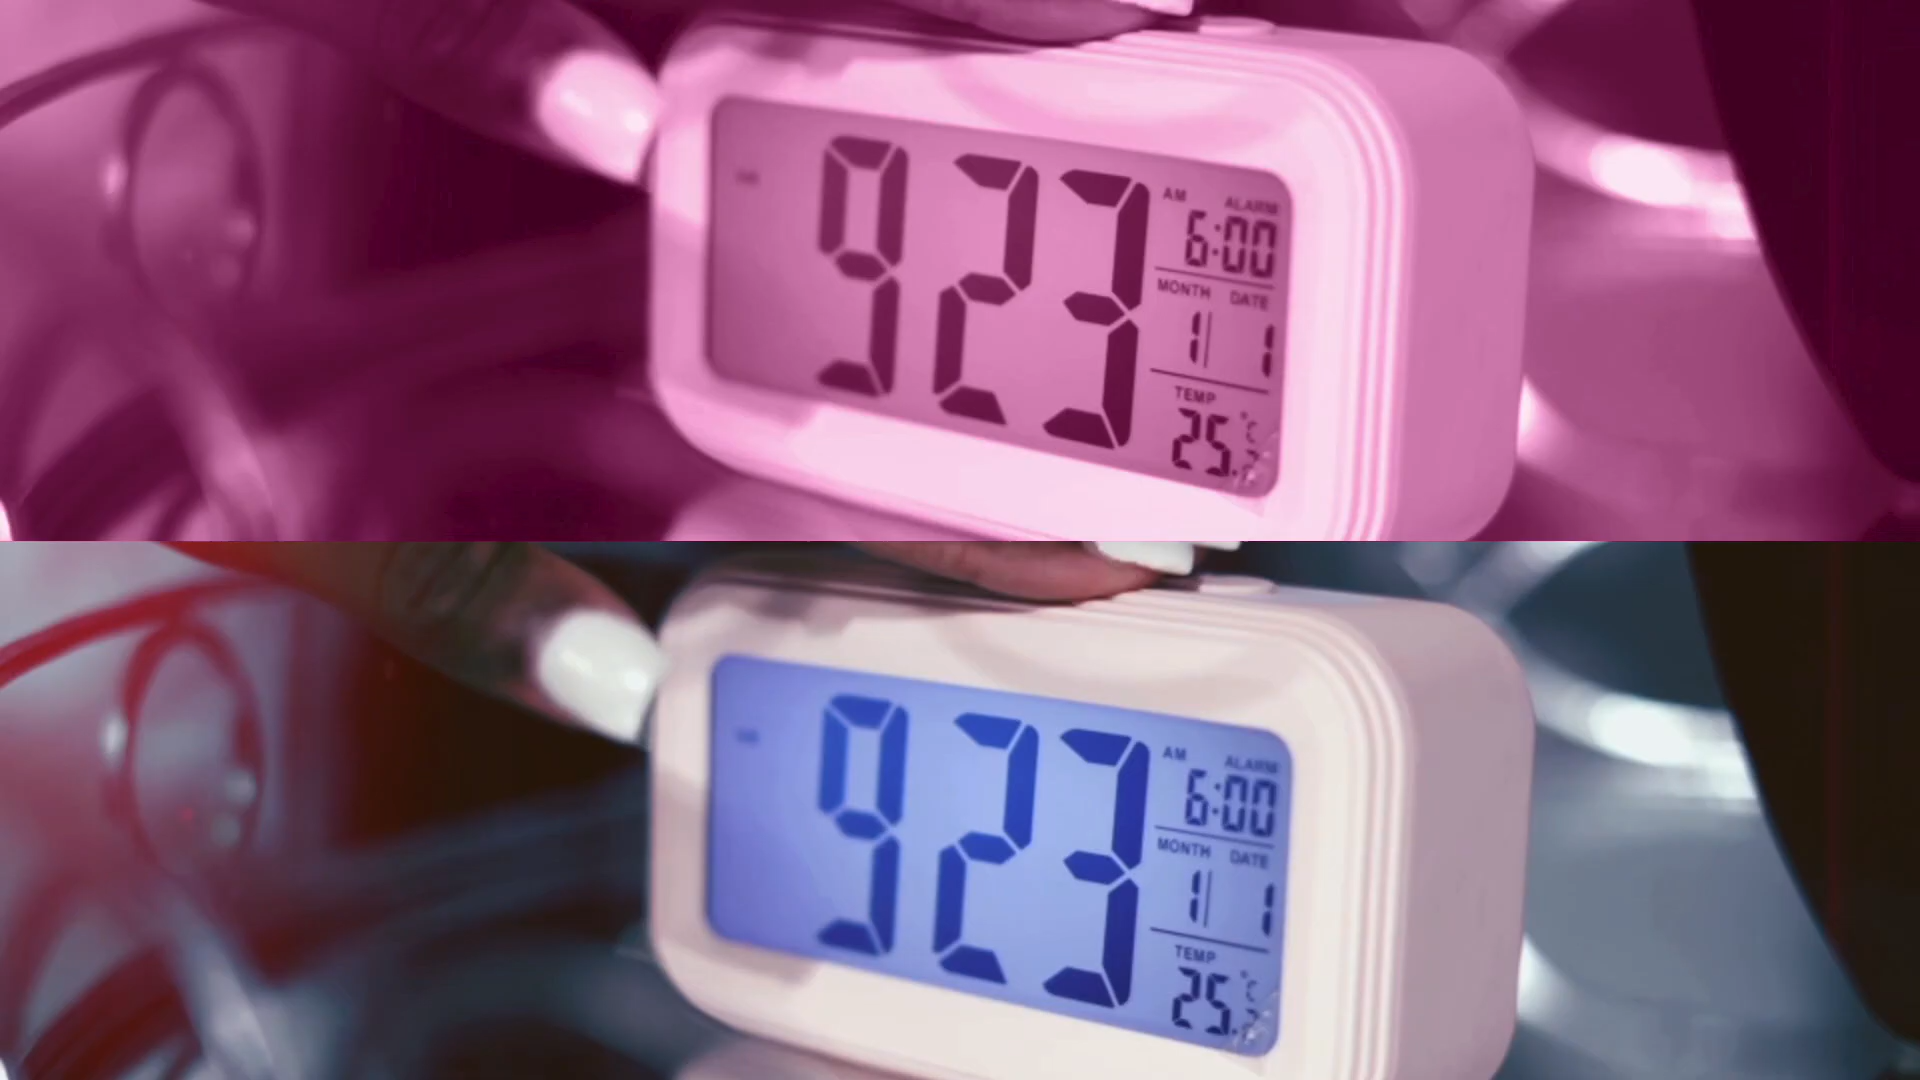 923
AM ALARM
6:00
MONTH DATE
1 1
TEMP
25. °C
923
AM ALARM
6:00
MONTH DATE
1 1
TEMP
25. °C